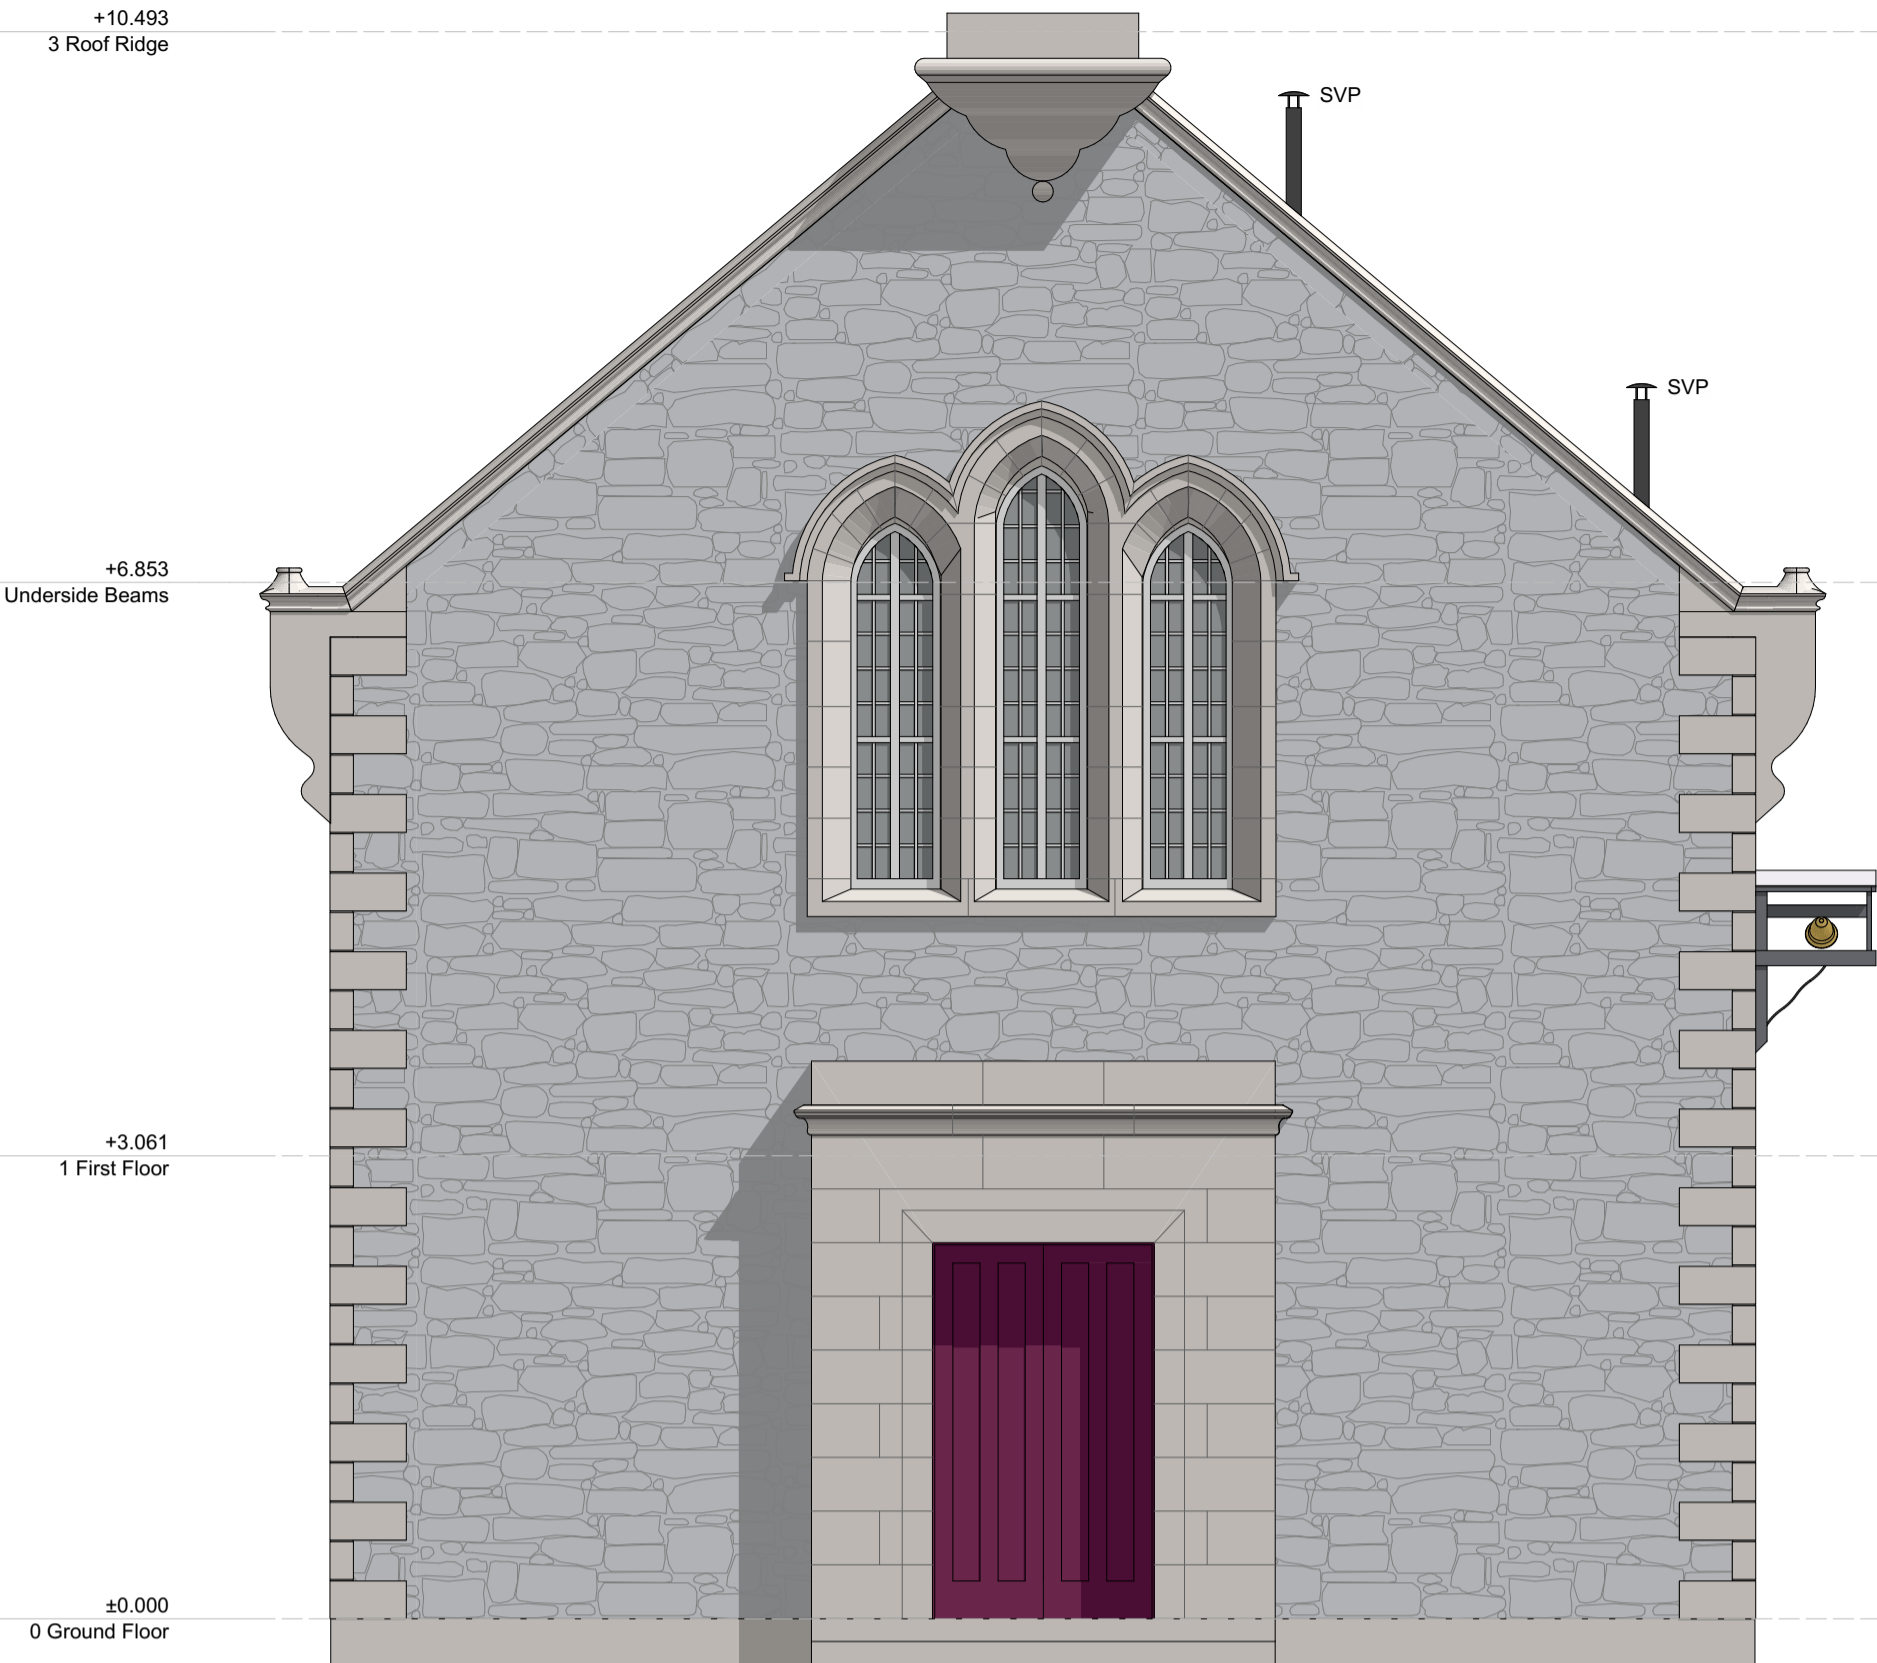 +10.493
3 Roof Ridge
SVP
SVP
+6.853
Underside Beams
+3.061
1 First Floor
±0.000
0 Ground Floor